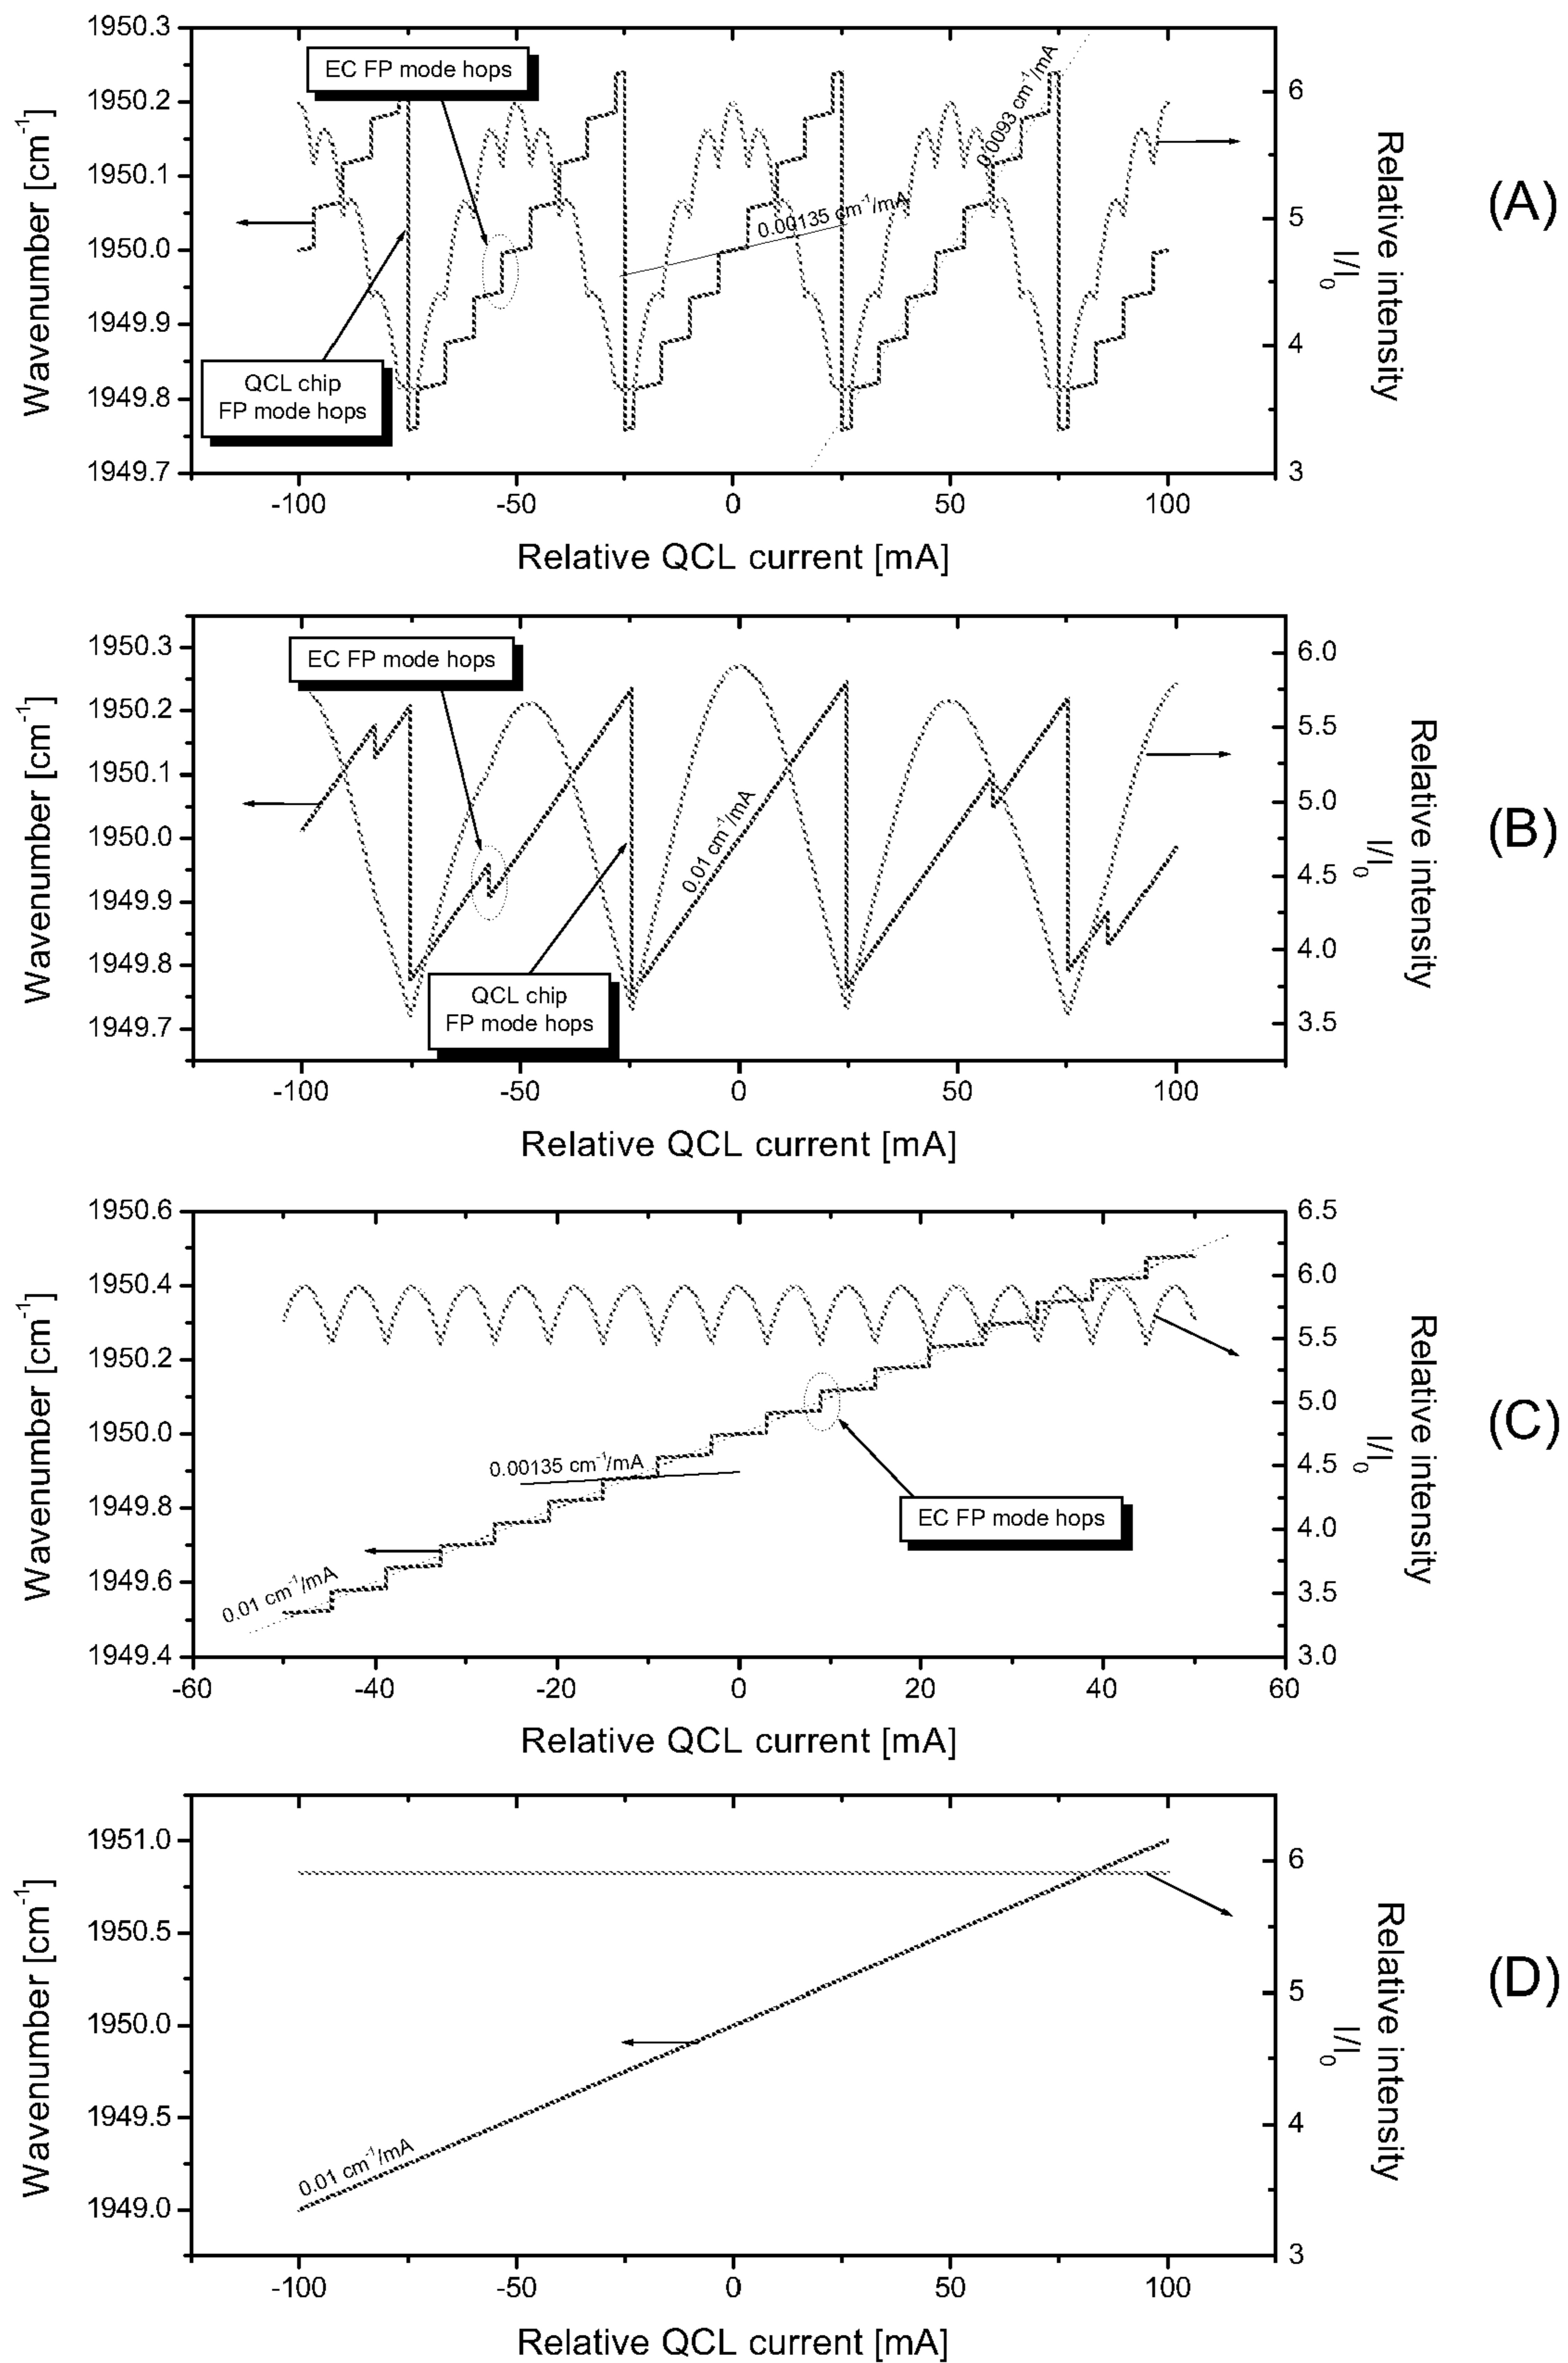 1950.3
1950.2
1950.1
1950.0
1949.9
1949.8
1949.7
Wavenumber [cm⁻¹]
EC FP mode hops
QCL chip
FP mode hops
0.00135 cm⁻¹/mA
0.0093 cm⁻¹/mA
6
5
4
3
Relative intensity
I/I₀
(A)
-100 -50 0 50 100
Relative QCL current [mA]
1950.3
1950.2
1950.1
1950.0
1949.9
1949.8
1949.7
Wavenumber [cm⁻¹]
EC FP mode hops
QCL chip
FP mode hops
0.01 cm⁻¹/mA
6.0
5.5
5.0
4.5
4.0
3.5
Relative intensity
I/I₀
(B)
-100 -50 0 50 100
Relative QCL current [mA]
1950.6
1950.4
1950.2
1950.0
1949.8
1949.6
1949.4
Wavenumber [cm⁻¹]
0.00135 cm⁻¹/mA
EC FP mode hops
0.01 cm⁻¹/mA
6.5
6.0
5.5
5.0
4.5
4.0
3.5
3.0
Relative intensity
I/I₀
(C)
-60 -40 -20 0 20 40 60
Relative QCL current [mA]
1951.0
1950.5
1950.0
1949.5
1949.0
Wavenumber [cm⁻¹]
0.01 cm⁻¹/mA
6
5
4
3
Relative intensity
I/I₀
(D)
-100 -50 0 50 100
Relative QCL current [mA]